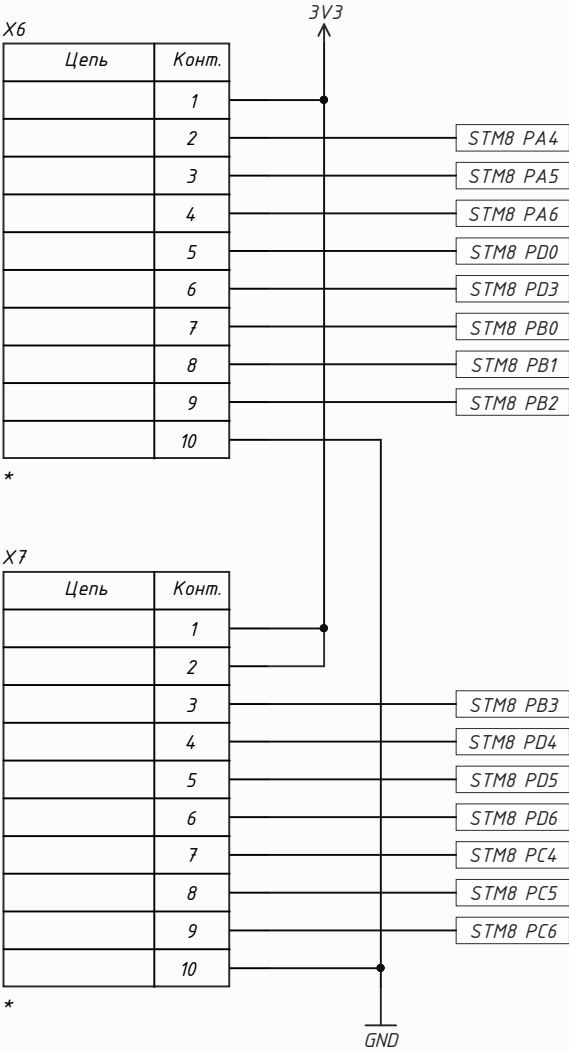 3V3
X6
Цепь Конт.
1
2 STM8 PA4
3 STM8 PA5
4 STM8 PA6
5 STM8 PD0
6 STM8 PD3
7 STM8 PB0
8 STM8 PB1
9 STM8 PB2
10
*
X7
Цепь Конт.
1
2
3 STM8 PB3
4 STM8 PD4
5 STM8 PD5
6 STM8 PD6
7 STM8 PC4
8 STM8 PC5
9 STM8 PC6
10
*
GND